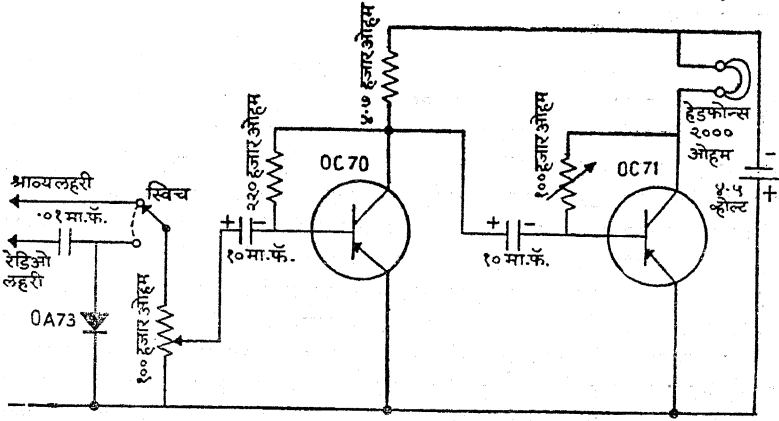 ४.७ हजार ओहम
२२० हजार ओहम
१०० हजार ओहम
हेडफोन्स
२०००
ओहम
-
४.५
व्होल्ट
+
OC70
OC71
श्राव्यलहरी
स्विच
.०१ मा.फॅ.
रेडिओ
लहरी
+ -
१० मा.फॅ.
+ -
१० मा.फॅ.
OA73
१०० हजार ओहम